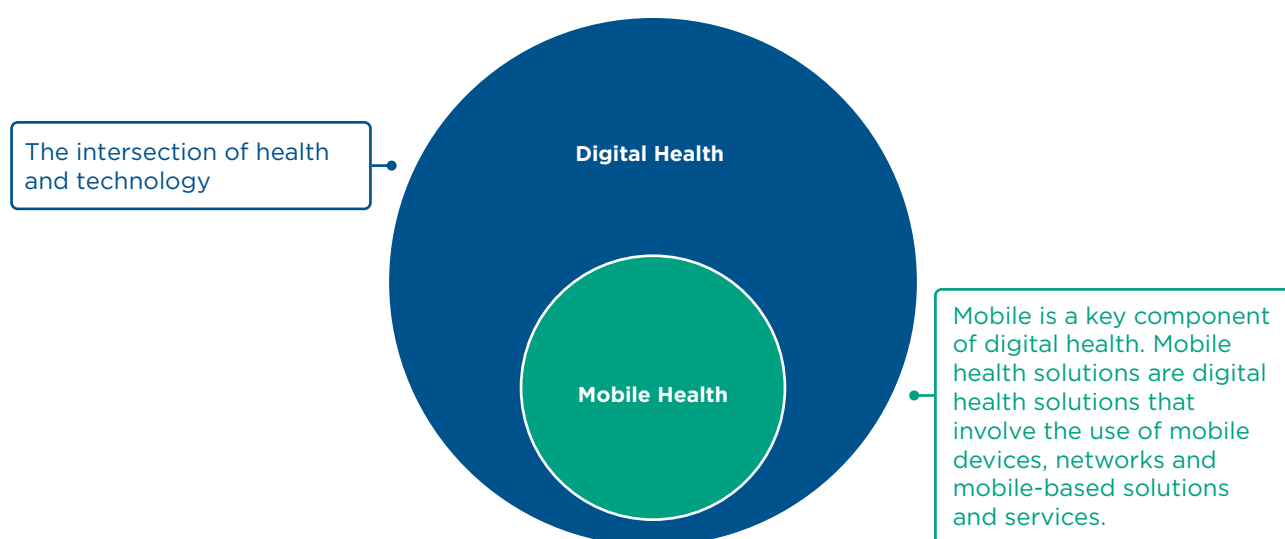 The intersection of health
and technology
Digital Health
Mobile Health
Mobile is a key component
of digital health. Mobile
health solutions are digital
health solutions that
involve the use of mobile
devices, networks and
mobile-based solutions
and services.